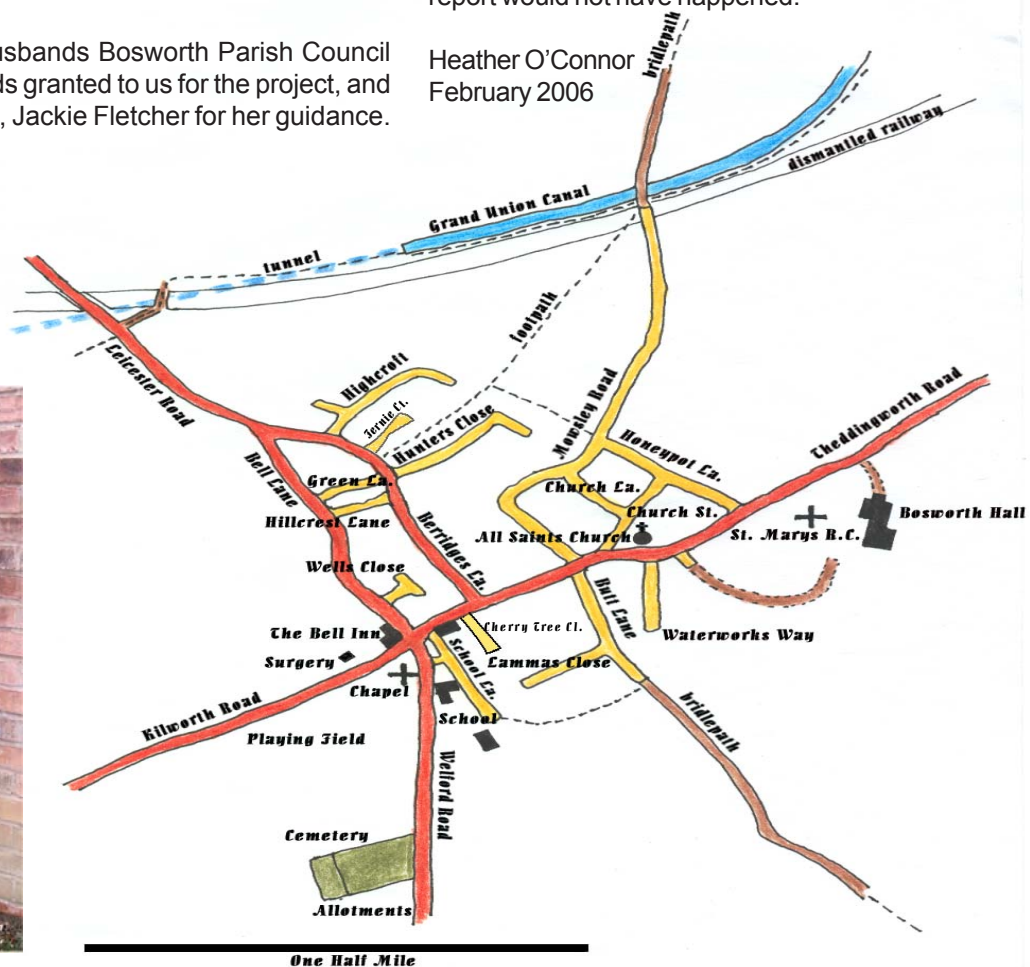 report would not have happened.
usbands Bosworth Parish Council
ds granted to us for the project, and
, Jackie Fletcher for her guidance.
Heather O'Connor
February 2006
bridlepath
dismantled railway
Grand Union Canal
tunnel
footpath
Leicester Road
Highcroft
Jernie Ct.
Hunters Close
Mowsley Road
Theddingworth Road
Honeypot La.
Bell Lane
Green La.
Church La.
Church St.
Bosworth Hall
Hillcrest Lane
Berridges La.
All Saints Church
St. Marys R.C.
Wells Close
Butt Lane
The Bell Inn
Cherry Tree Cl.
Waterworks Way
Surgery
School La.
Lammas Close
Chapel
School
bridlepath
Kilworth Road
Playing Field
Welford Road
Cemetery
Allotments
One Half Mile